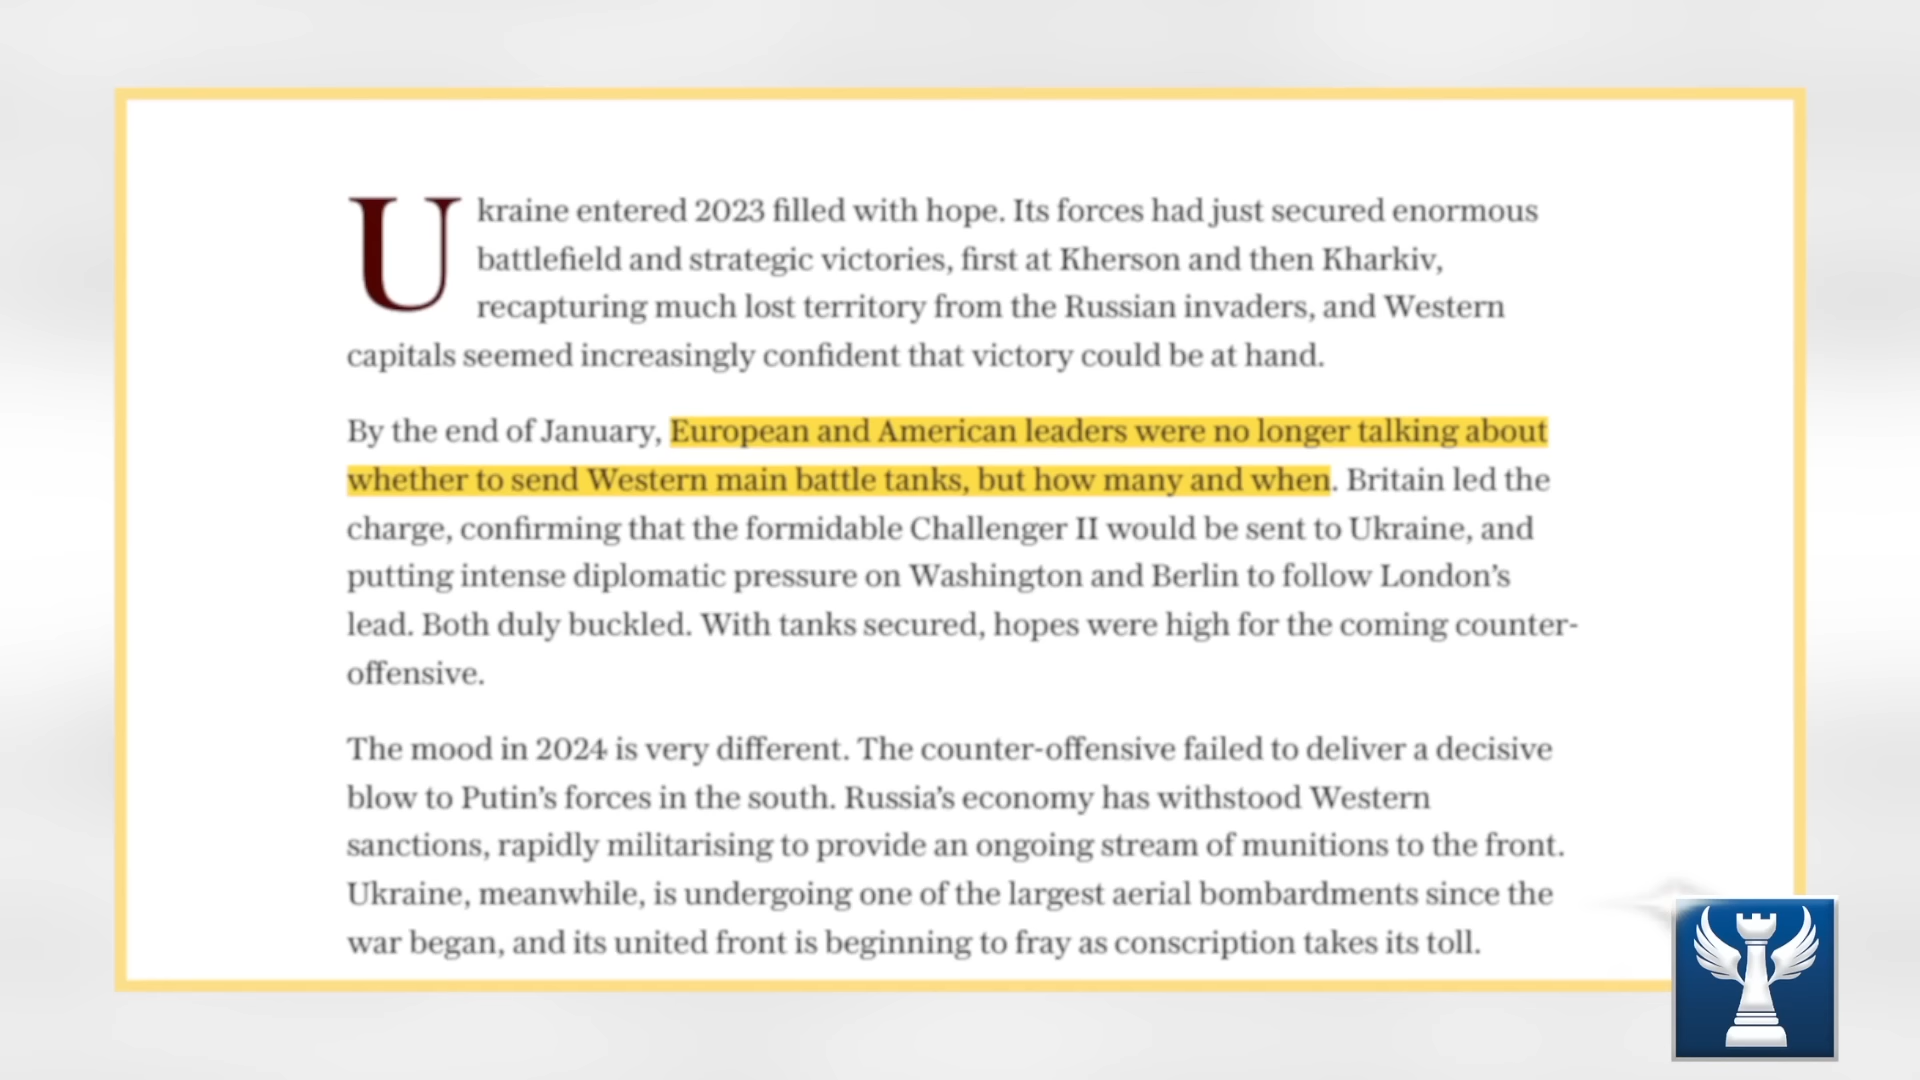 Ukraine entered 2023 filled with hope. Its forces had just secured enormous
battlefield and strategic victories, first at Kherson and then Kharkiv,
recapturing much lost territory from the Russian invaders, and Western
capitals seemed increasingly confident that victory could be at hand.
By the end of January, European and American leaders were no longer talking about
whether to send Western main battle tanks, but how many and when. Britain led the
charge, confirming that the formidable Challenger II would be sent to Ukraine, and
putting intense diplomatic pressure on Washington and Berlin to follow London’s
lead. Both duly buckled. With tanks secured, hopes were high for the coming counter-
offensive.
The mood in 2024 is very different. The counter-offensive failed to deliver a decisive
blow to Putin’s forces in the south. Russia’s economy has withstood Western
sanctions, rapidly militarising to provide an ongoing stream of munitions to the front.
Ukraine, meanwhile, is undergoing one of the largest aerial bombardments since the
war began, and its united front is beginning to fray as conscription takes its toll.